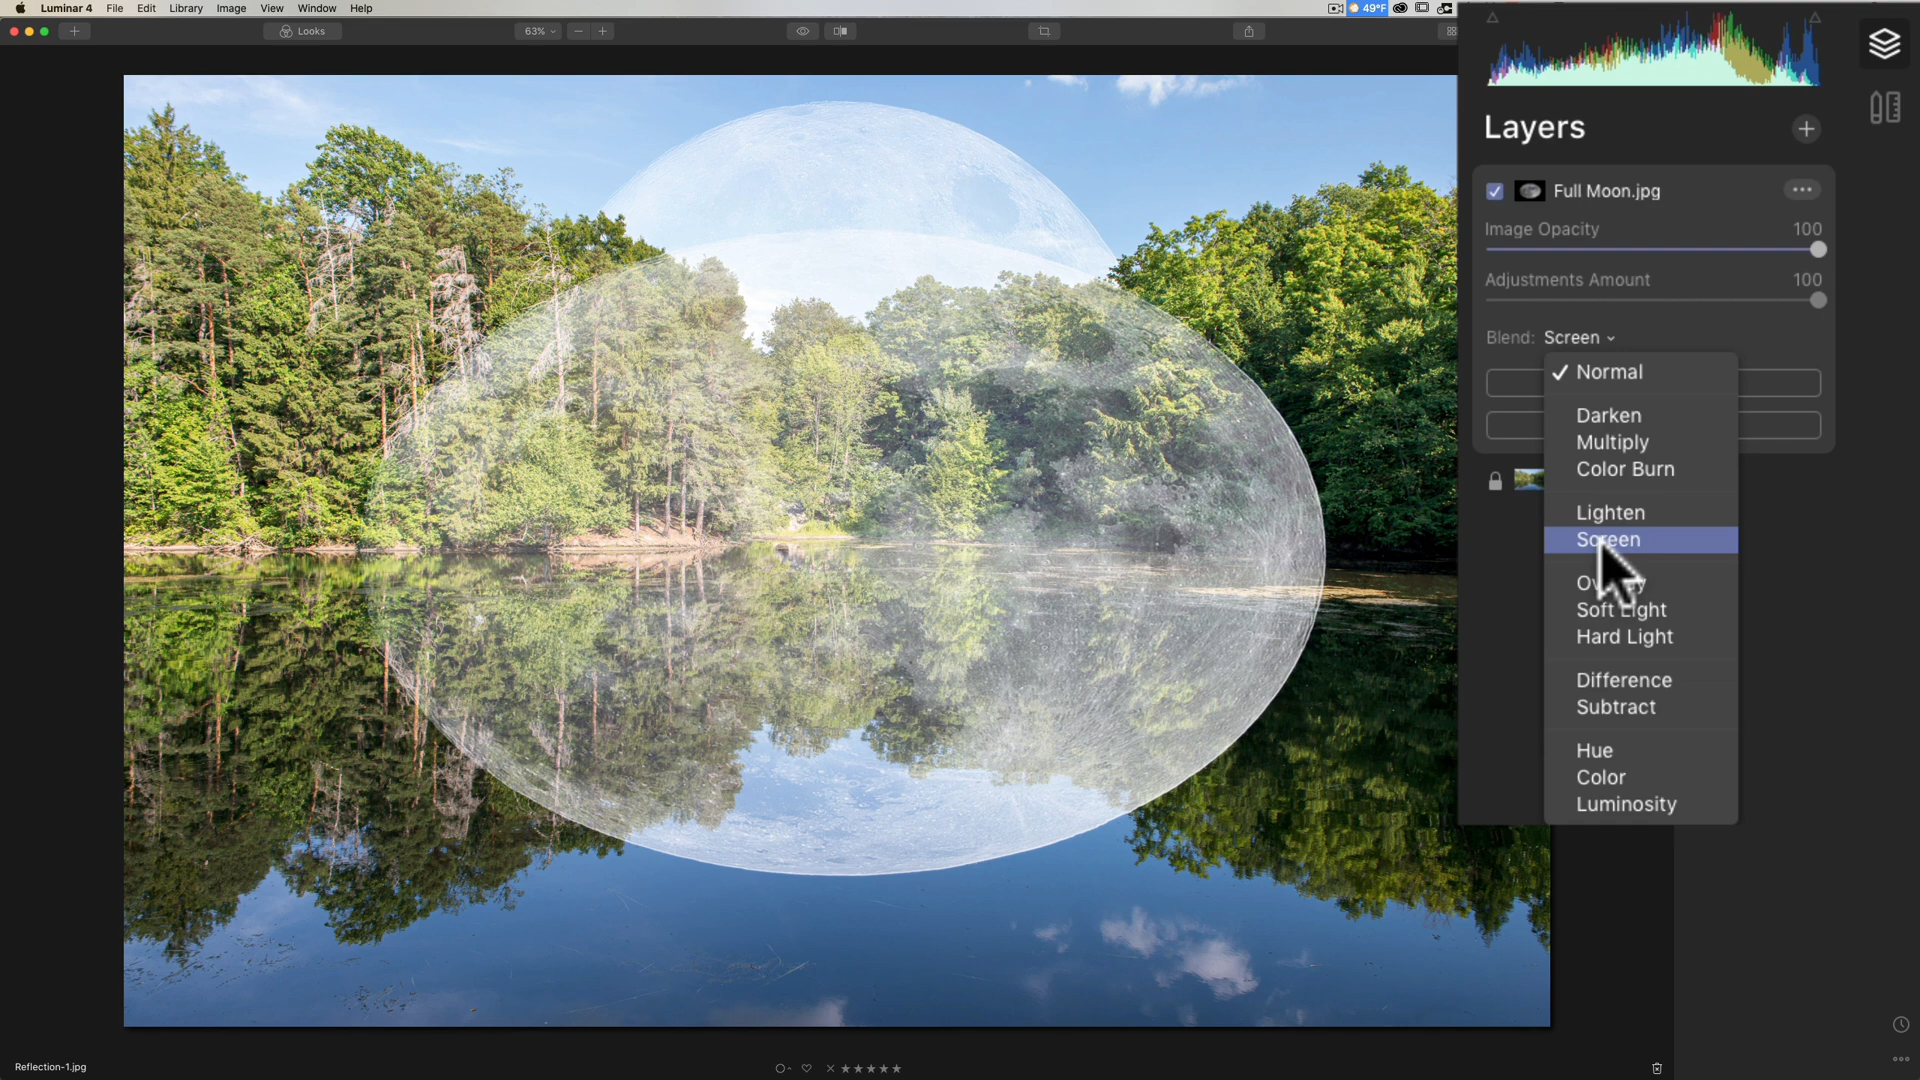 Luminar 4 File Edit Library Image View Window Help
49°F
Looks
63%
Layers
Full Moon.jpg
Image Opacity 100
Adjustments Amount 100
Blend: Screen
Normal
Darken
Multiply
Color Burn
Lighten
Screen
Soft Light
Hard Light
Difference
Subtract
Hue
Color
Luminosity
Reflection-1.jpg